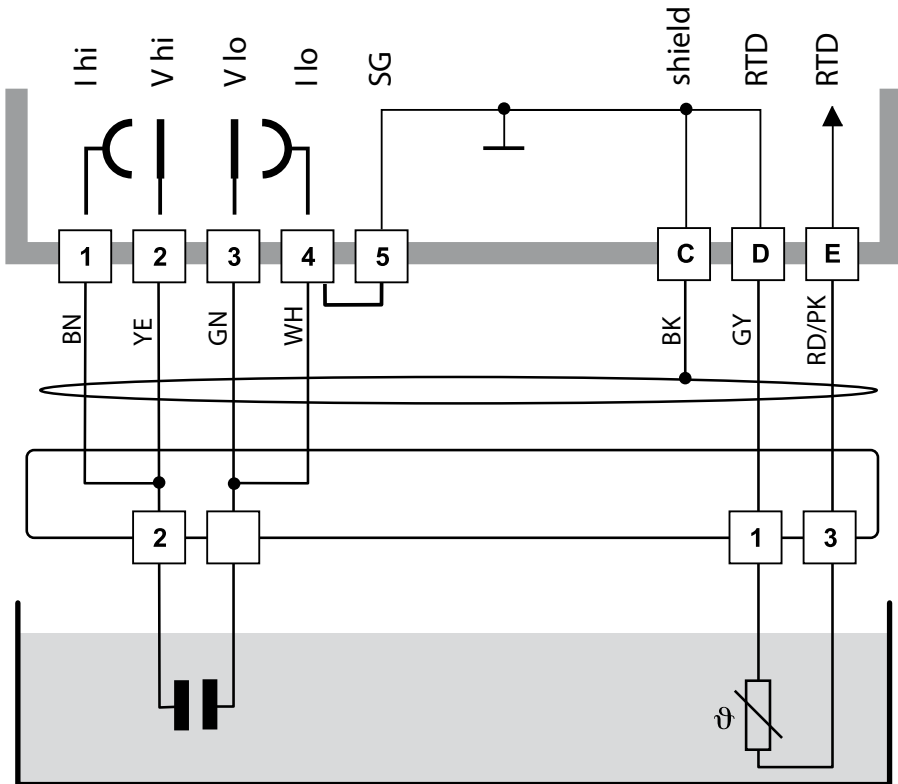 I hi V hi V lo I lo SG shield RTD RTD
1 2 3 4 5 C D E
BN YE GN WH BK GY RD/PK
2 1 3
ϑ